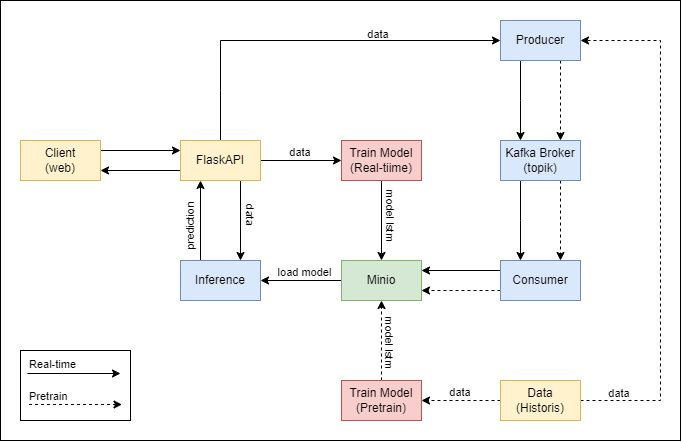 data
Producer
Client
(web)
FlaskAPI
data
Train Model
(Real-tiime)
Kafka Broker
(topik)
prediction
data
model lstm
Inference
load model
Minio
Consumer
model lstm
Real-time
Pretrain
Train Model
(Pretrain)
data
Data
(Historis)
data